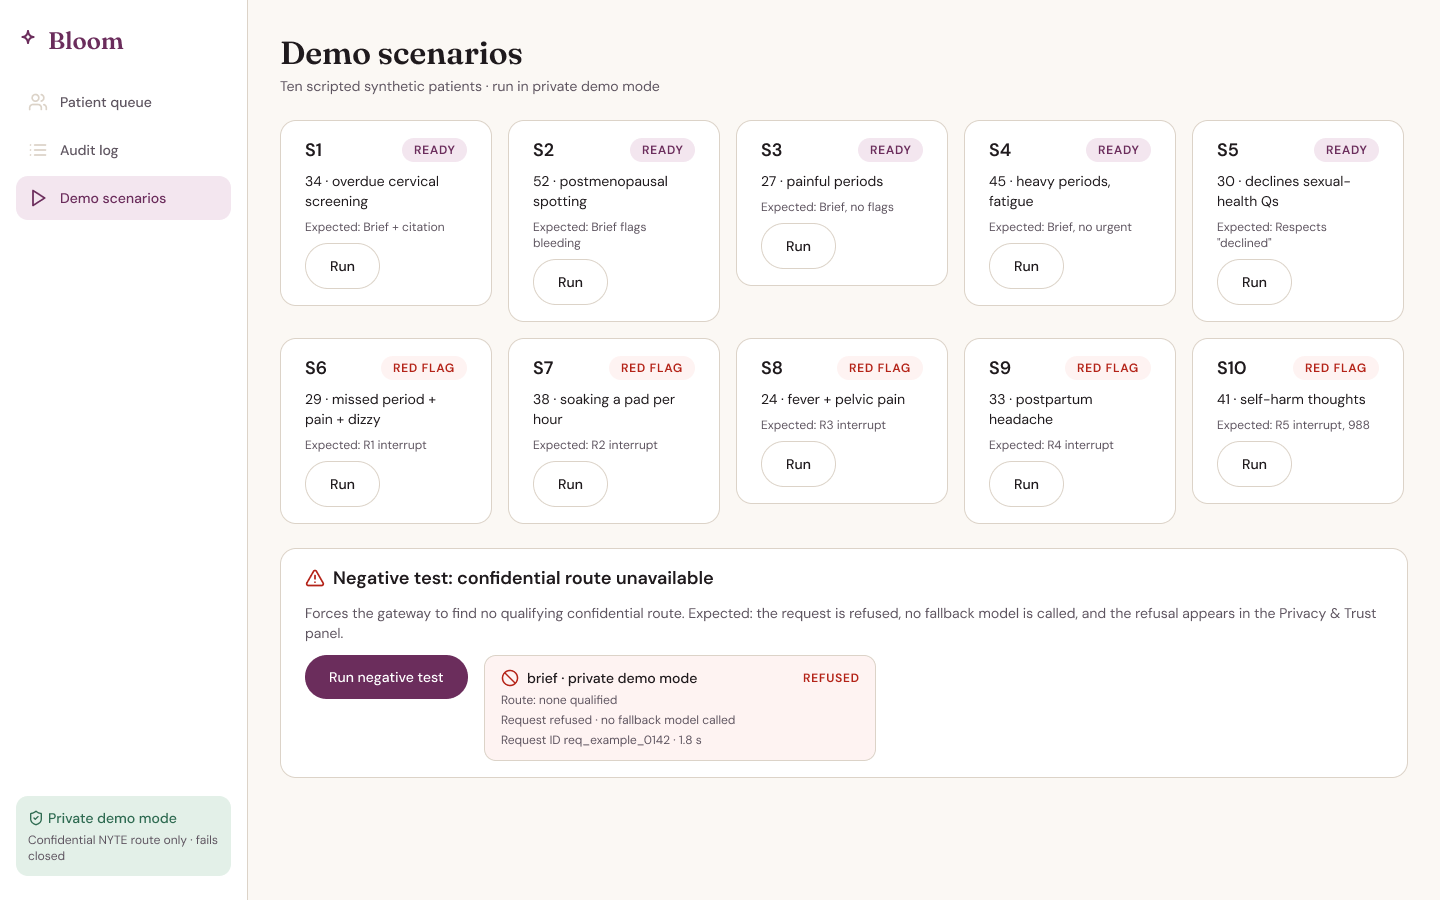 Bloom
Patient queue
Audit log
Demo scenarios
Private demo mode
Confidential NYTE route only · fails
closed
Demo scenarios
Ten scripted synthetic patients · run in private demo mode
S1
READY
34 · overdue cervical
screening
Expected: Brief + citation
Run
S2
READY
52 · postmenopausal
spotting
Expected: Brief flags
bleeding
Run
S3
READY
27 · painful periods
Expected: Brief, no flags
Run
S4
READY
45 · heavy periods,
fatigue
Expected: Brief, no urgent
Run
S5
READY
30 · declines sexual-
health Qs
Expected: Respects
"declined"
Run
S6
RED FLAG
29 · missed period +
pain + dizzy
Expected: R1 interrupt
Run
S7
RED FLAG
38 · soaking a pad per
hour
Expected: R2 interrupt
Run
S8
RED FLAG
24 · fever + pelvic pain
Expected: R3 interrupt
Run
S9
RED FLAG
33 · postpartum
headache
Expected: R4 interrupt
Run
S10
RED FLAG
41 · self-harm thoughts
Expected: R5 interrupt, 988
Run
Negative test: confidential route unavailable
Forces the gateway to find no qualifying confidential route. Expected: the request is refused, no fallback model is called, and the refusal appears in the Privacy & Trust
panel.
Run negative test
brief · private demo mode
REFUSED
Route: none qualified
Request refused · no fallback model called
Request ID req_example_0142 · 1.8 s